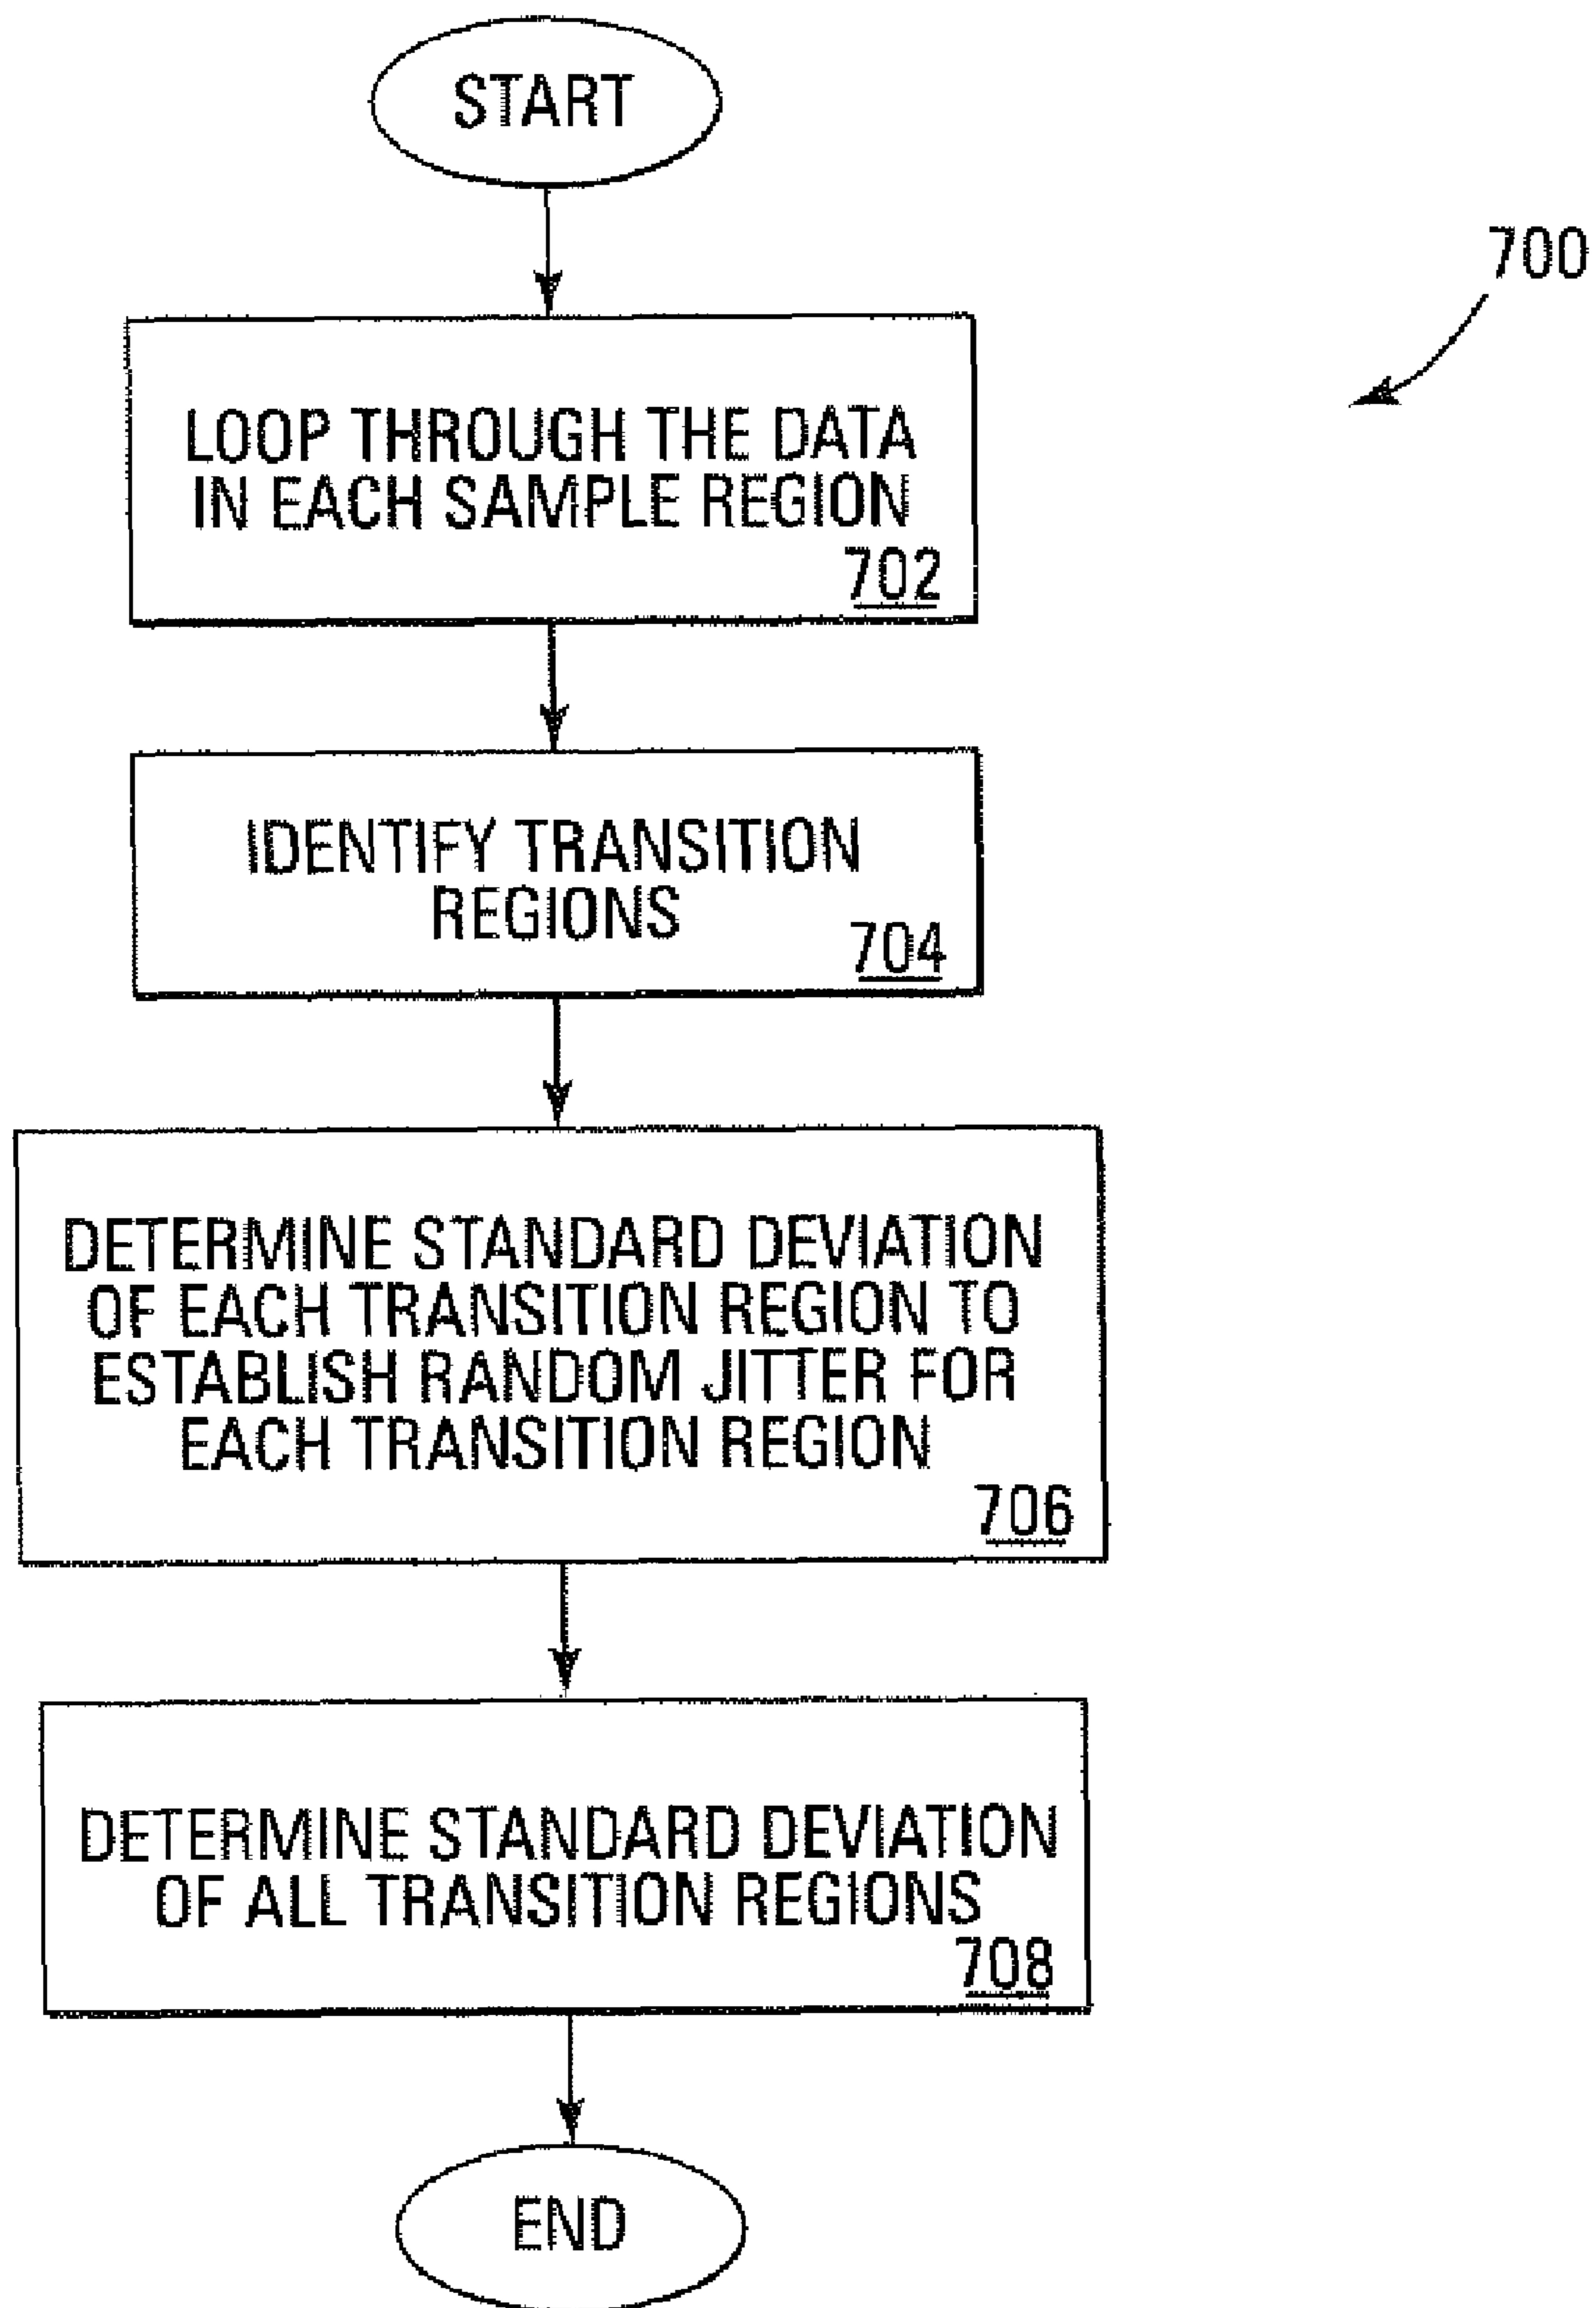 START
700
LOOP THROUGH THE DATA
IN EACH SAMPLE REGION
702
IDENTIFY TRANSITION
REGIONS
704
DETERMINE STANDARD DEVIATION
OF EACH TRANSITION REGION TO
ESTABLISH RANDOM JITTER FOR
EACH TRANSITION REGION
706
DETERMINE STANDARD DEVIATION
OF ALL TRANSITION REGIONS
708
END